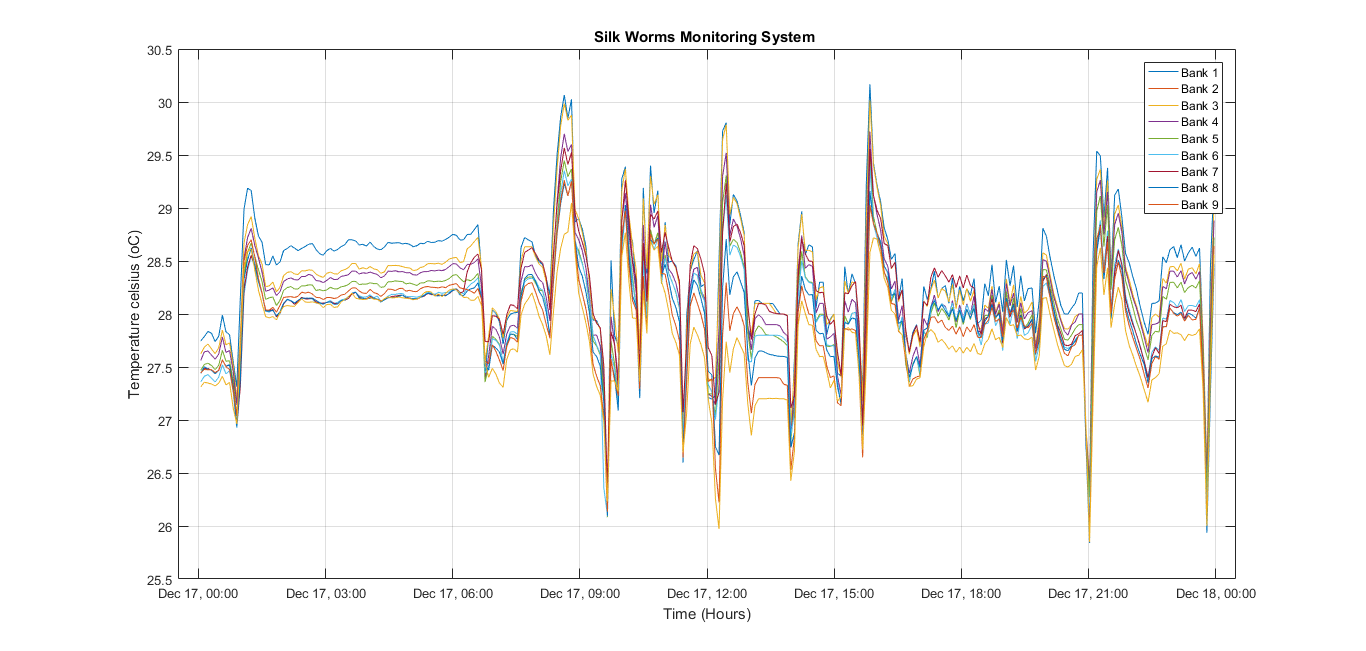 Silk Worms Monitoring System
30.5
30
29.5
29
28.5
28
27.5
27
26.5
26
25.5
Temperature celsius (oC)
Bank 1
Bank 2
Bank 3
Bank 4
Bank 5
Bank 6
Bank 7
Bank 8
Bank 9
Dec 17, 00:00 Dec 17, 03:00 Dec 17, 06:00 Dec 17, 09:00 Dec 17, 12:00 Dec 17, 15:00 Dec 17, 18:00 Dec 17, 21:00 Dec 18, 00:00
Time (Hours)